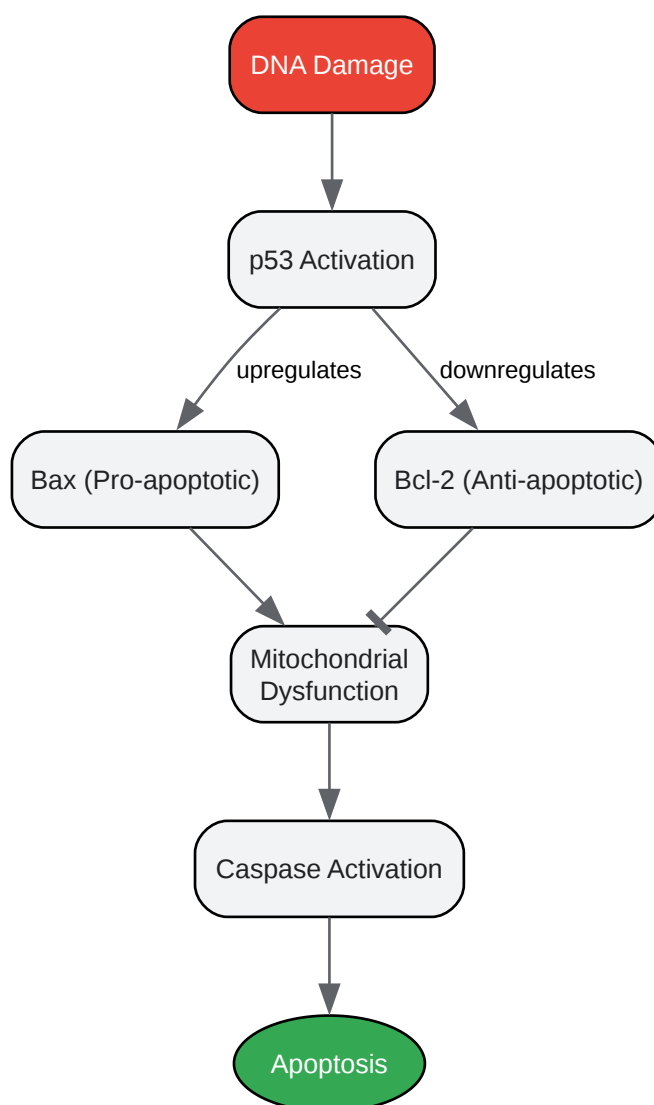 DNA Damage
p53 Activation
upregulates
downregulates
Bax (Pro-apoptotic)
Bcl-2 (Anti-apoptotic)
Mitochondrial
Dysfunction
Caspase Activation
Apoptosis